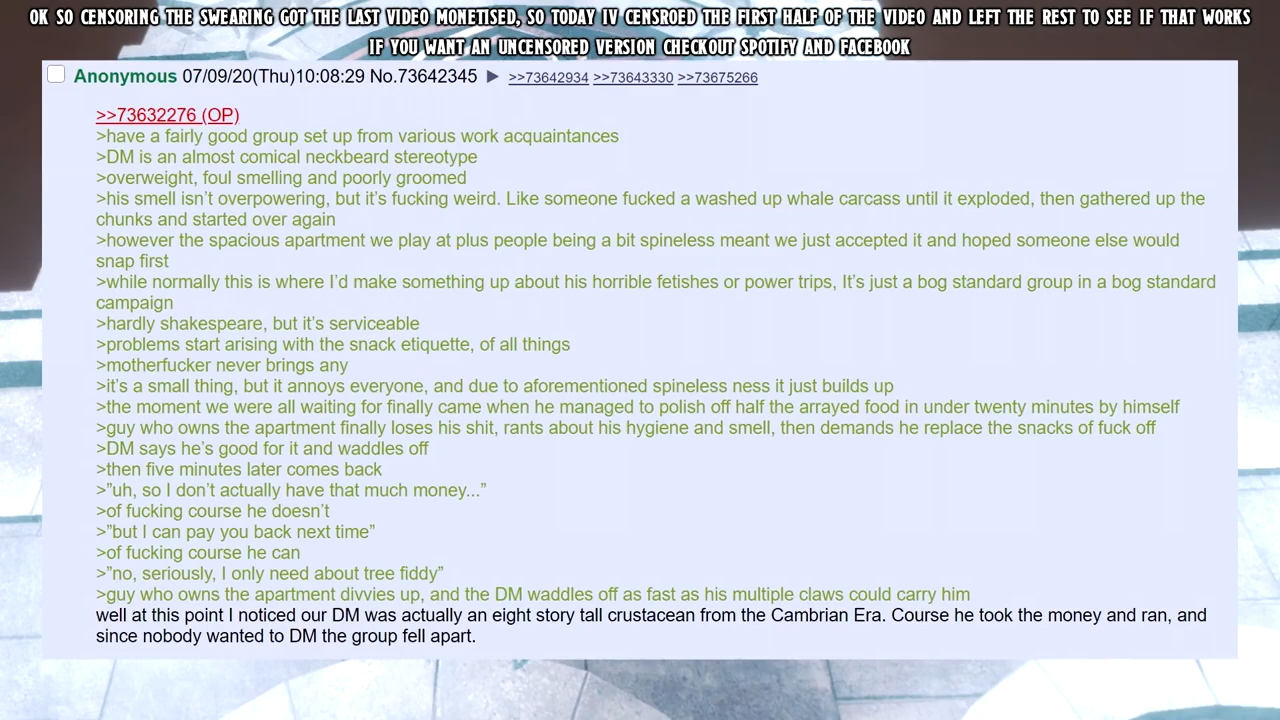 OK SO CENSORING THE SWEARING GOT THE LAST VIDEO MONETISED, SO TODAY IV CENSROED THE FIRST HALF OF THE VIDEO AND LEFT THE REST TO SEE IF THAT WORKS
IF YOU WANT AN UNCENSORED VERSION CHECKOUT SPOTIFY AND FACEBOOK
Anonymous 07/09/20(Thu)10:08:29 No.73642345 ▶ >>73642934 >>73643330 >>73675266
>>73632276 (OP)
>have a fairly good group set up from various work acquaintances
>DM is an almost comical neckbeard stereotype
>overweight, foul smelling and poorly groomed
>his smell isn't overpowering, but it's fucking weird. Like someone fucked a washed up whale carcass until it exploded, then gathered up the
chunks and started over again
>however the spacious apartment we play at plus people being a bit spineless meant we just accepted it and hoped someone else would
snap first
>while normally this is where I'd make something up about his horrible fetishes or power trips, It's just a bog standard group in a bog standard
campaign
>hardly shakespeare, but it's serviceable
>problems start arising with the snack etiquette, of all things
>motherfucker never brings any
>it's a small thing, but it annoys everyone, and due to aforementioned spineless ness it just builds up
>the moment we were all waiting for finally came when he managed to polish off half the arrayed food in under twenty minutes by himself
>guy who owns the apartment finally loses his shit, rants about his hygiene and smell, then demands he replace the snacks of fuck off
>DM says he's good for it and waddles off
>then five minutes later comes back
>"uh, so I don't actually have that much money..."
>of fucking course he doesn't
>"but I can pay you back next time"
>of fucking course he can
>"no, seriously, I only need about tree fiddy"
>guy who owns the apartment divvies up, and the DM waddles off as fast as his multiple claws could carry him
well at this point I noticed our DM was actually an eight story tall crustacean from the Cambrian Era. Course he took the money and ran, and
since nobody wanted to DM the group fell apart.